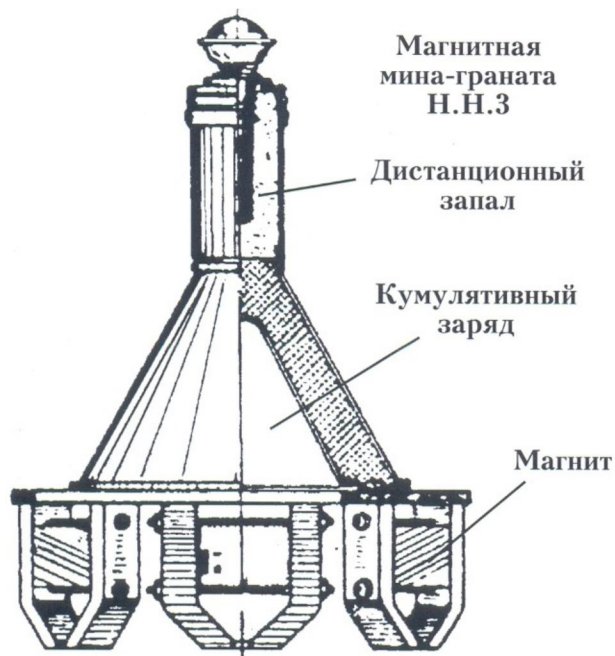 Магнитная
мина-граната
Н.Н.3
Дистанционный
запал
Кумулятивный
заряд
Магнит